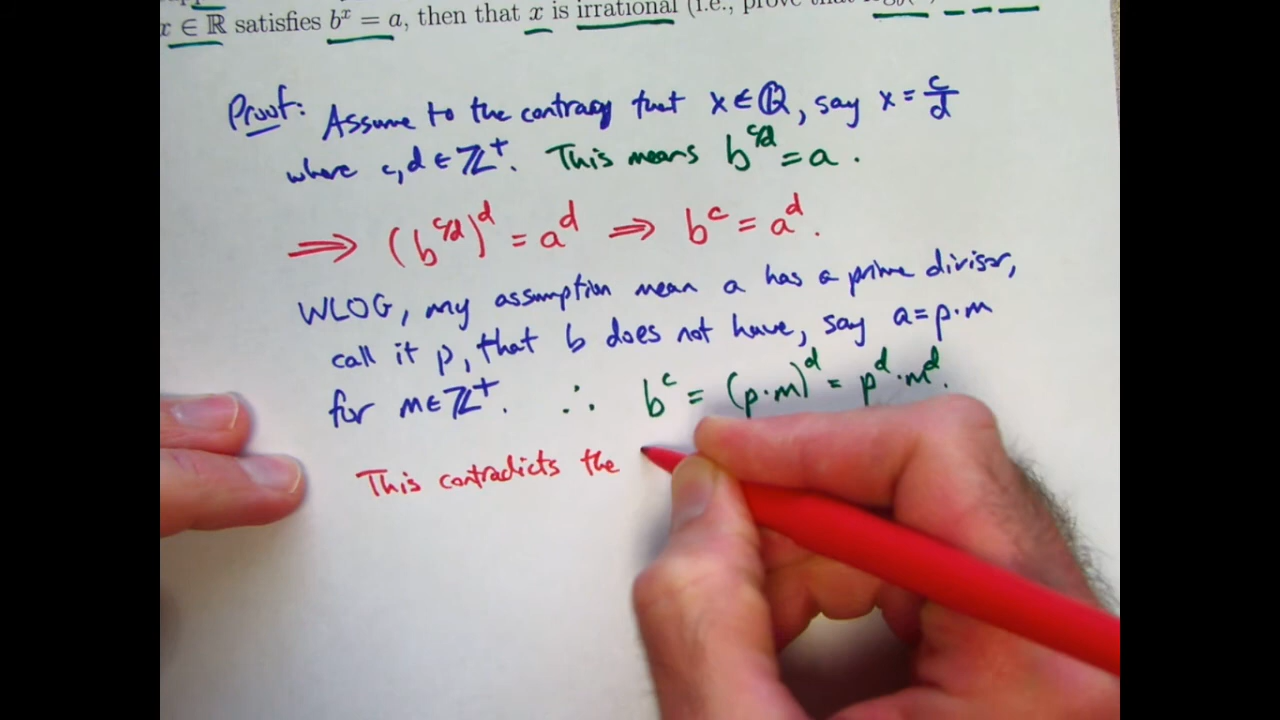 x ∈ ℝ satisfies b^x = a, then that x is irrational (i.e., prove that
Proof: Assume to the contrary that x ∈ ℚ, say x = c/d
where c, d ∈ ℤ⁺. This means b^(c/d) = a.
⟹ (b^(c/d))^d = a^d ⟹ b^c = a^d.
WLOG, my assumption mean a has a prime divisor,
call it p, that b does not have, say a = p·m
for m ∈ ℤ⁺. ∴ b^c = (p·m)^d = p^d · m^d.
This contradicts the